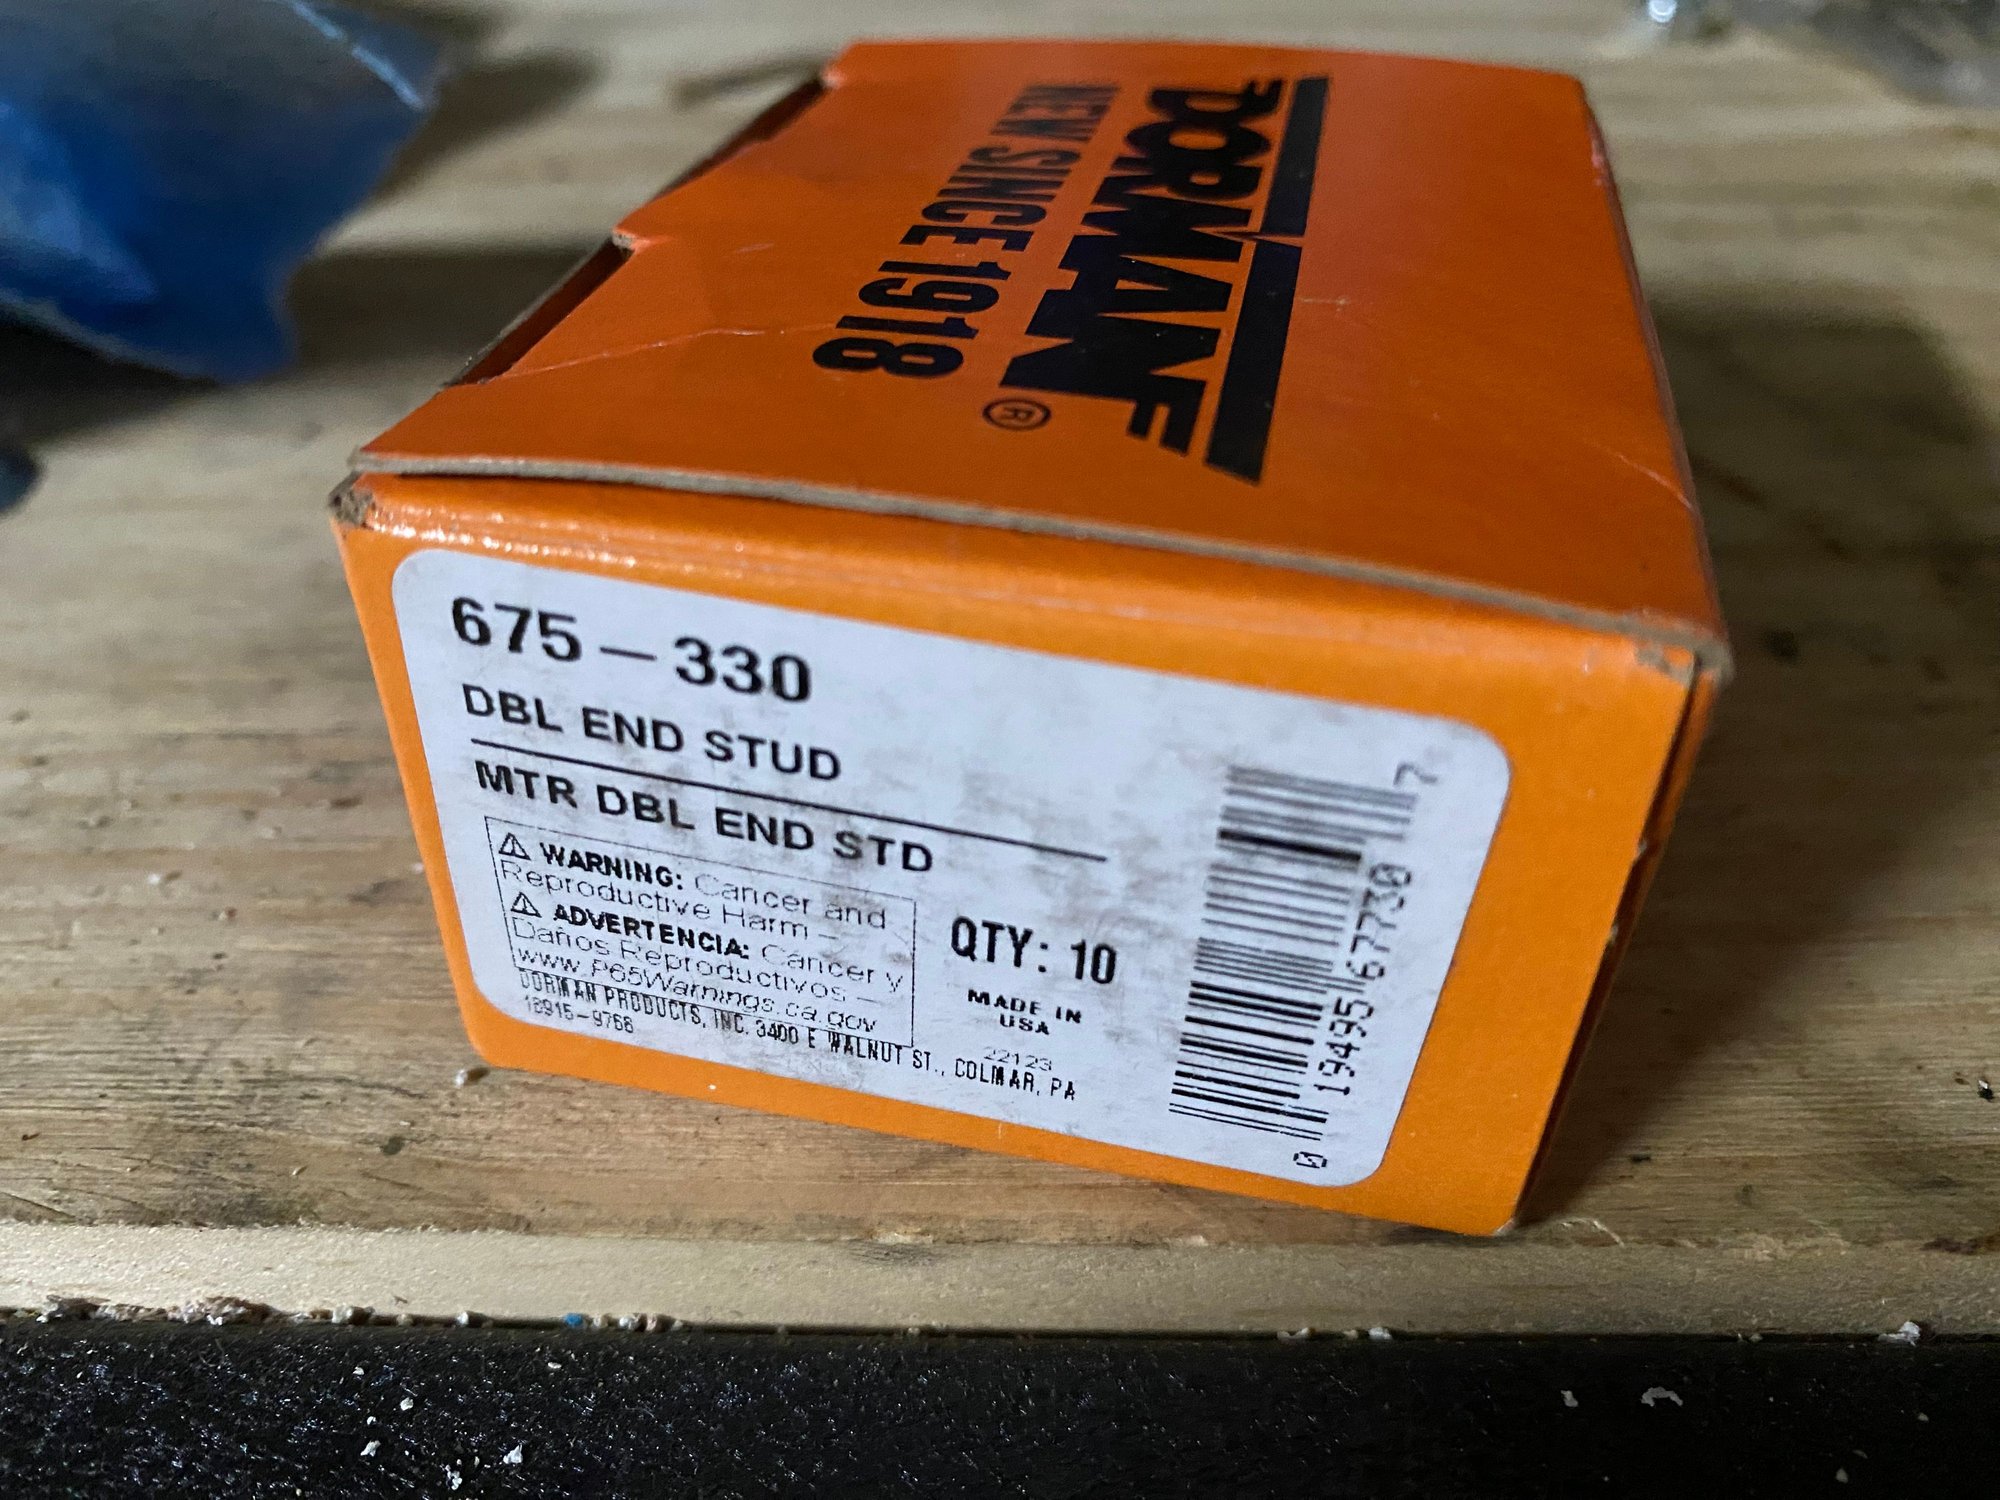 DORMAN®
NEW SINCE 1918
675-330
DBL END STUD
MTR DBL END STD
⚠ WARNING: Cancer and
Reproductive Harm –
⚠ ADVERTENCIA: Cáncer y
Daños Reproductivos –
www.P65Warnings.ca.gov
DORMAN PRODUCTS, INC. 3400 E WALNUT ST., COLMAR, PA
18915-9768
QTY: 10
MADE IN
USA
22123
0 19495 67730 7